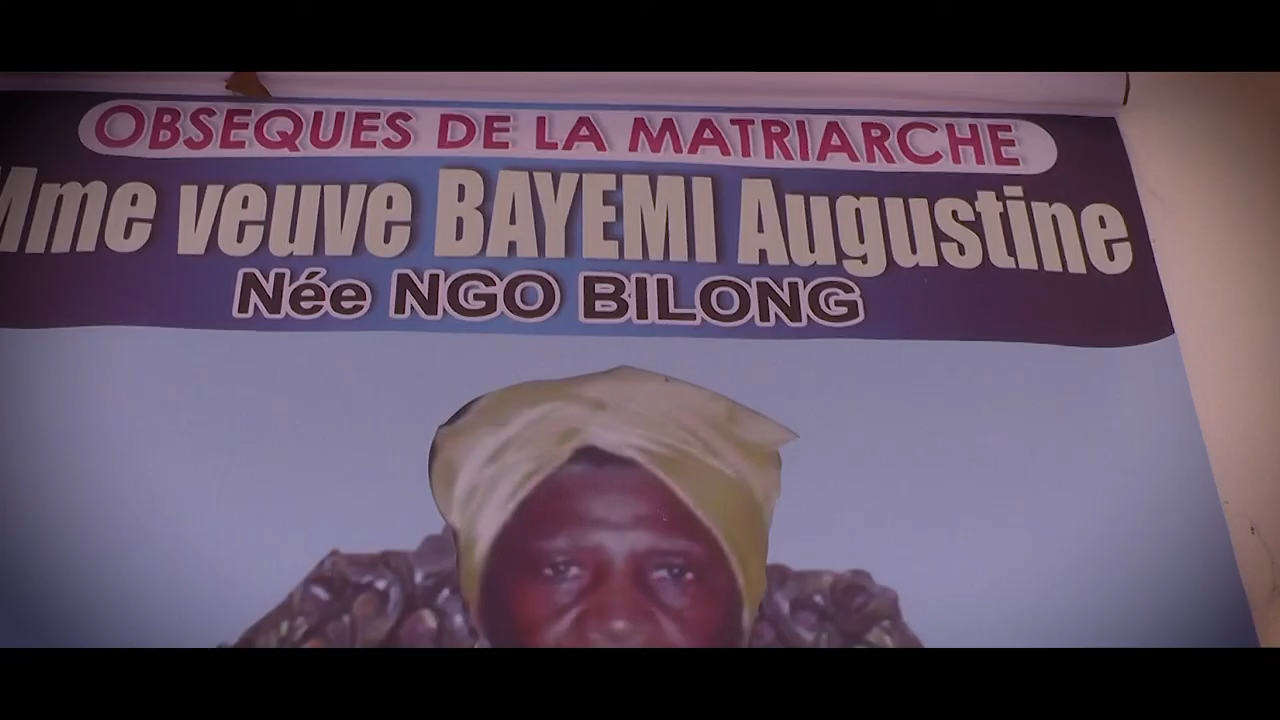 OBSEQUES DE LA MATRIARCHE
Mme veuve BAYEMI Augustine
Née NGO BILONG